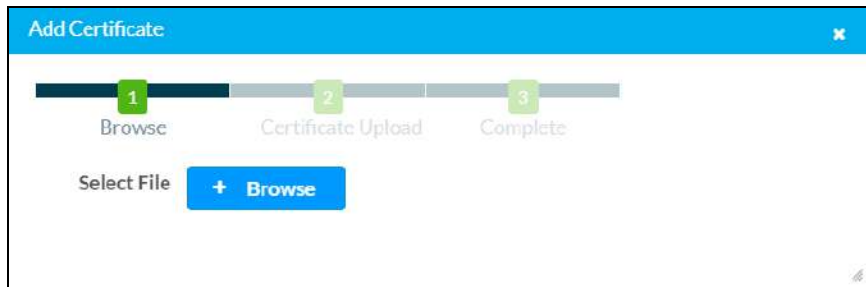 Add Certificate
1 2 3
Browse Certificate Upload Complete
Select File + Browse